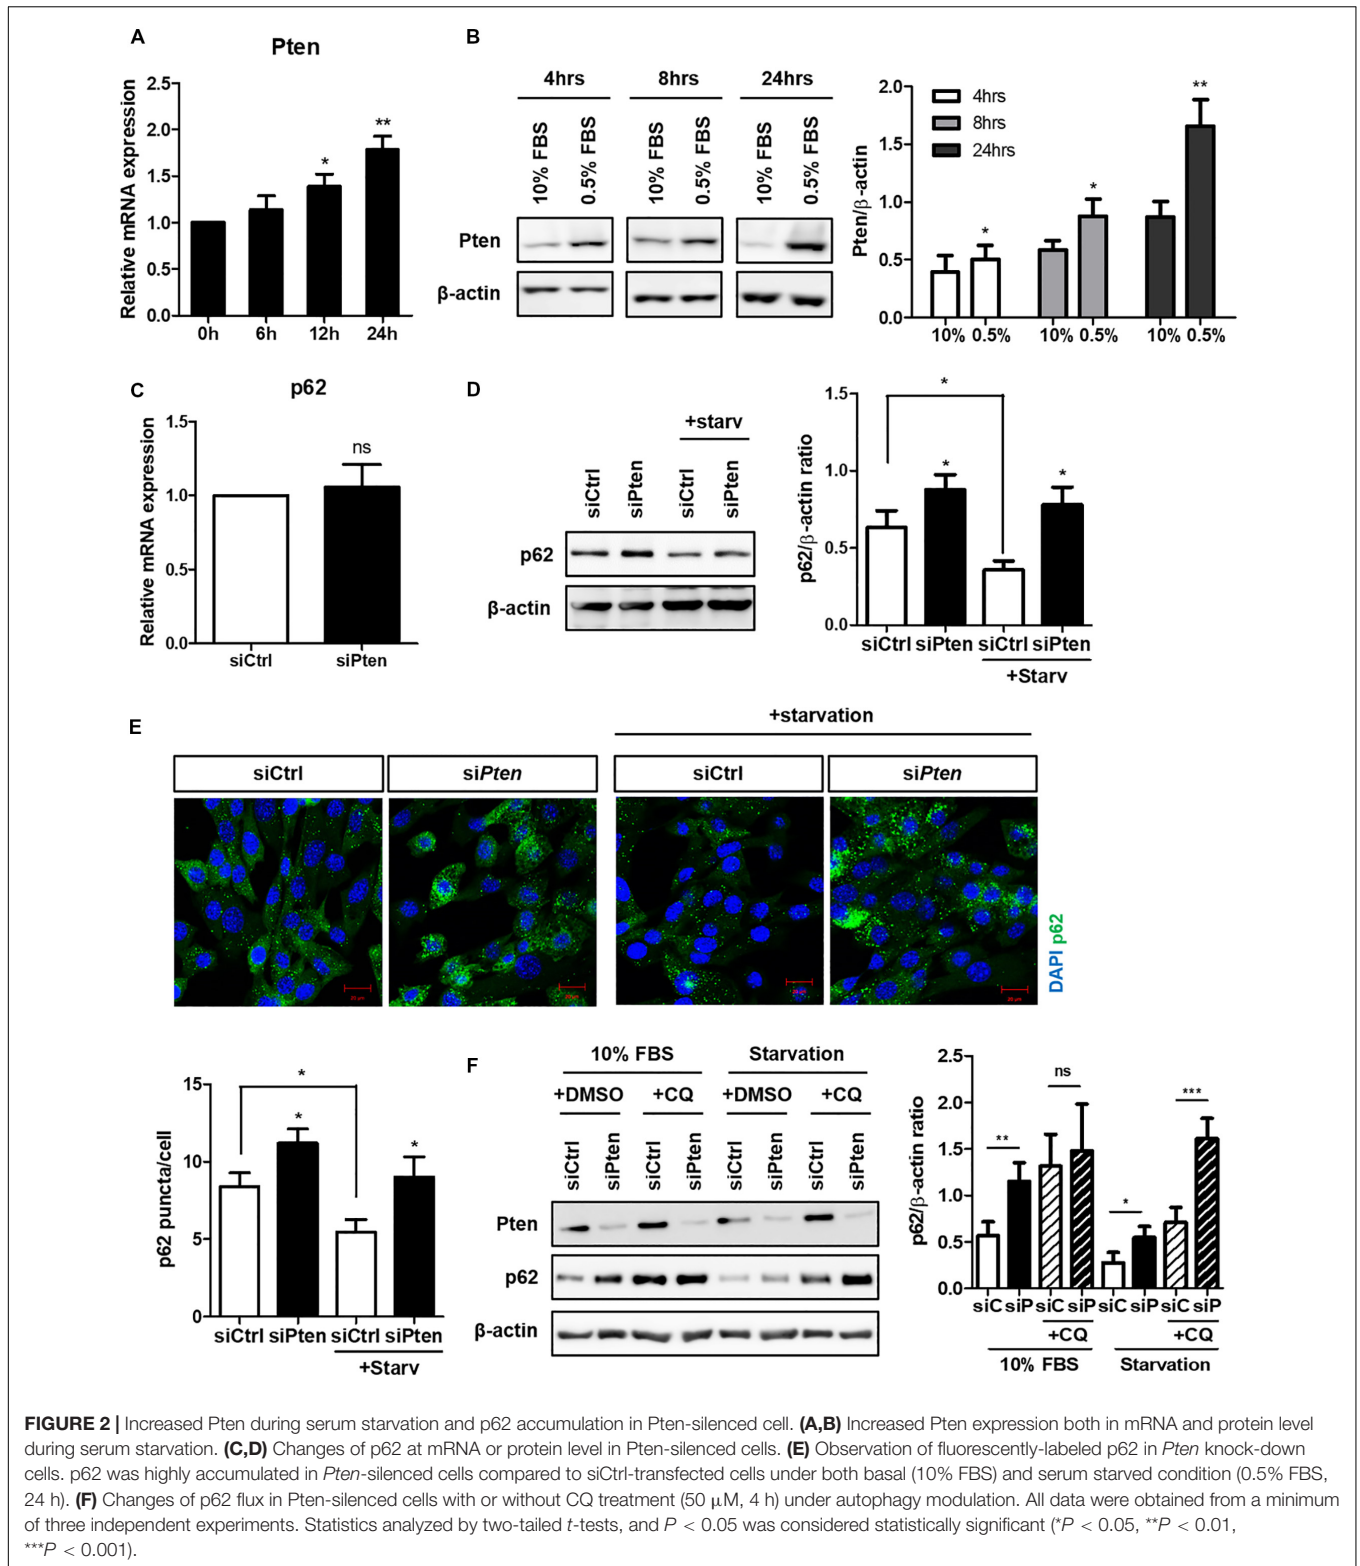 A
Pten
Relative mRNA expression
2.5
2.0
1.5
1.0
0.5
0.0
*
**
0h 6h 12h 24h
B
4hrs 8hrs 24hrs
10% FBS 0.5% FBS 10% FBS 0.5% FBS 10% FBS 0.5% FBS
Pten
β-actin
Pten/β-actin
2.0
1.5
1.0
0.5
0.0
4hrs
8hrs
24hrs
*
*
**
10% 0.5% 10% 0.5% 10% 0.5%
C
p62
Relative mRNA expression
1.5
1.0
0.5
0.0
ns
siCtrl siPten
D
+starv
siCtrl siPten siCtrl siPten
p62
β-actin
p62/β-actin ratio
1.5
1.0
0.5
0.0
*
*
*
siCtrl siPten siCtrl siPten
+Starv
E
+starvation
siCtrl siPten siCtrl siPten
20 μm
DAPI p62
p62 puncta/cell
15
10
5
0
*
*
*
siCtrl siPten siCtrl siPten
+Starv
F
10% FBS Starvation
+DMSO +CQ +DMSO +CQ
siCtrl siPten siCtrl siPten siCtrl siPten siCtrl siPten
Pten
p62
β-actin
p62/β-actin ratio
2.5
2.0
1.5
1.0
0.5
0.0
**
ns
*
***
siC siP siC siP siC siP siC siP
+CQ +CQ
10% FBS Starvation
FIGURE 2 | Increased Pten during serum starvation and p62 accumulation in Pten-silenced cell. (A,B) Increased Pten expression both in mRNA and protein level
during serum starvation. (C,D) Changes of p62 at mRNA or protein level in Pten-silenced cells. (E) Observation of fluorescently-labeled p62 in Pten knock-down
cells. p62 was highly accumulated in Pten-silenced cells compared to siCtrl-transfected cells under both basal (10% FBS) and serum starved condition (0.5% FBS,
24 h). (F) Changes of p62 flux in Pten-silenced cells with or without CQ treatment (50 μM, 4 h) under autophagy modulation. All data were obtained from a minimum
of three independent experiments. Statistics analyzed by two-tailed t-tests, and P < 0.05 was considered statistically significant (*P < 0.05, **P < 0.01,
***P < 0.001).